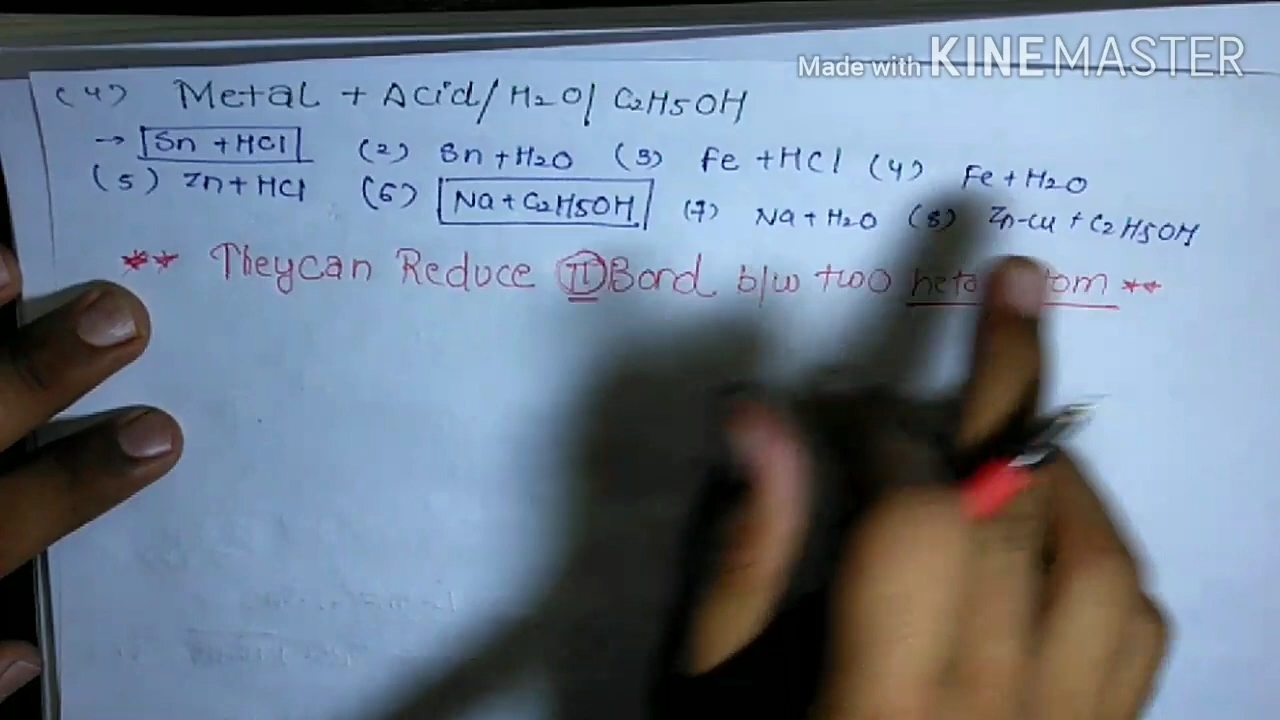 Made with KINEMASTER
(4) Metal + Acid/H2O/C2H5OH
→ Sn + HCl (2) Sn + H2O (3) Fe + HCl (4) Fe + H2O
(5) Zn + HCl (6) Na + C2H5OH (7) Na + H2O (8) Zn-Cu + C2H5OH
** They can Reduce π Bond b/w two **